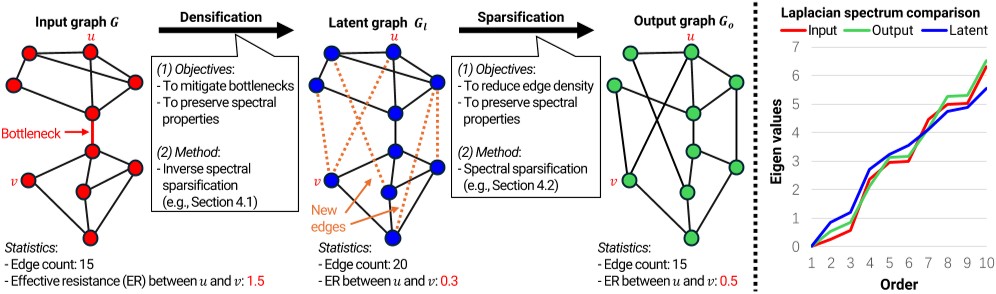 Input graph G
Densification
Latent graph G_l
Sparsification
Output graph G_o
u
u
u
(1) Objectives:
- To mitigate bottlenecks
- To preserve spectral
properties
(2) Method:
- Inverse spectral
sparsification
(e.g., Section 4.1)
(1) Objectives:
- To reduce edge density
- To preserve spectral
properties
(2) Method:
- Spectral sparsification
(e.g., Section 4.2)
Bottleneck
v
v
v
New
edges
Statistics:
- Edge count: 15
- Effective resistance (ER) between u and v: 1.5
Statistics:
- Edge count: 20
- ER between u and v: 0.3
Statistics:
- Edge count: 15
- ER between u and v: 0.5
Laplacian spectrum comparison
Input Output Latent
Eigen values
7
6
5
4
3
2
1
0
1 2 3 4 5 6 7 8 9 10
Order